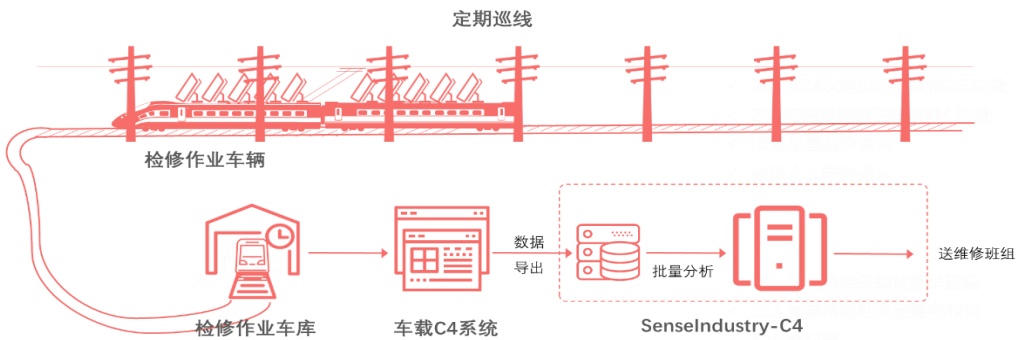 定期巡线
检修作业车辆
数据
导出
批量分析
送维修班组
检修作业车库
车载C4系统
SenseIndustry-C4